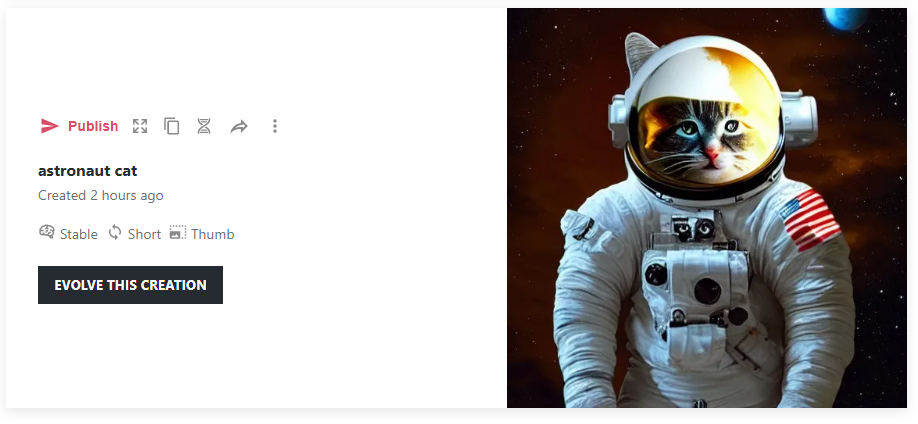 Publish
astronaut cat
Created 2 hours ago
Stable Short Thumb
EVOLVE THIS CREATION